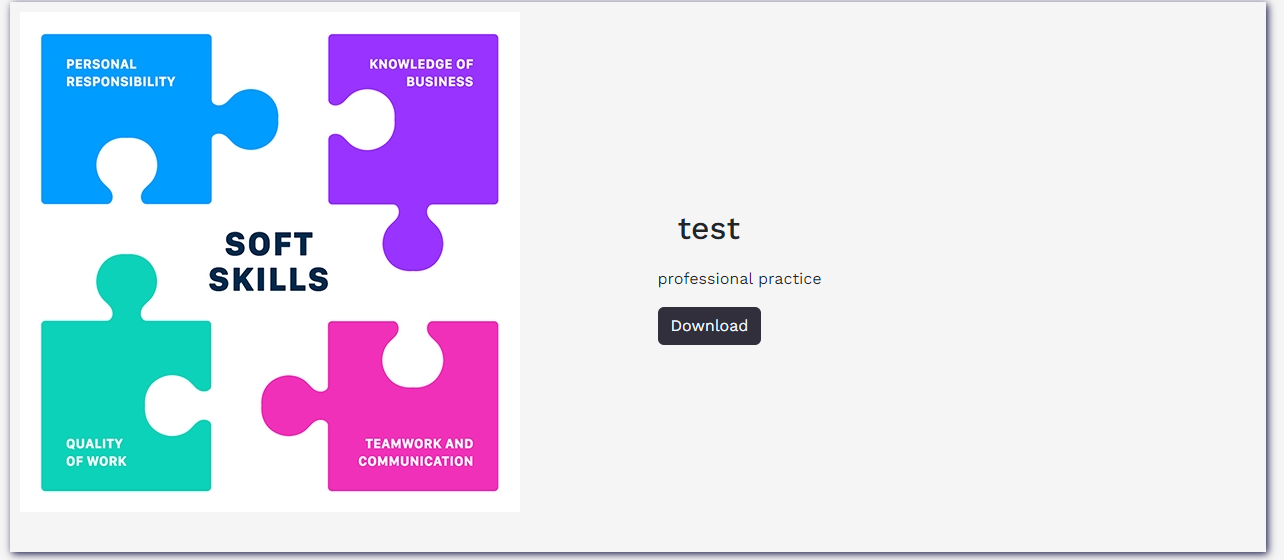 PERSONAL
RESPONSIBILITY
KNOWLEDGE OF
BUSINESS
SOFT
SKILLS
QUALITY
OF WORK
TEAMWORK AND
COMMUNICATION
test
professional practice
Download